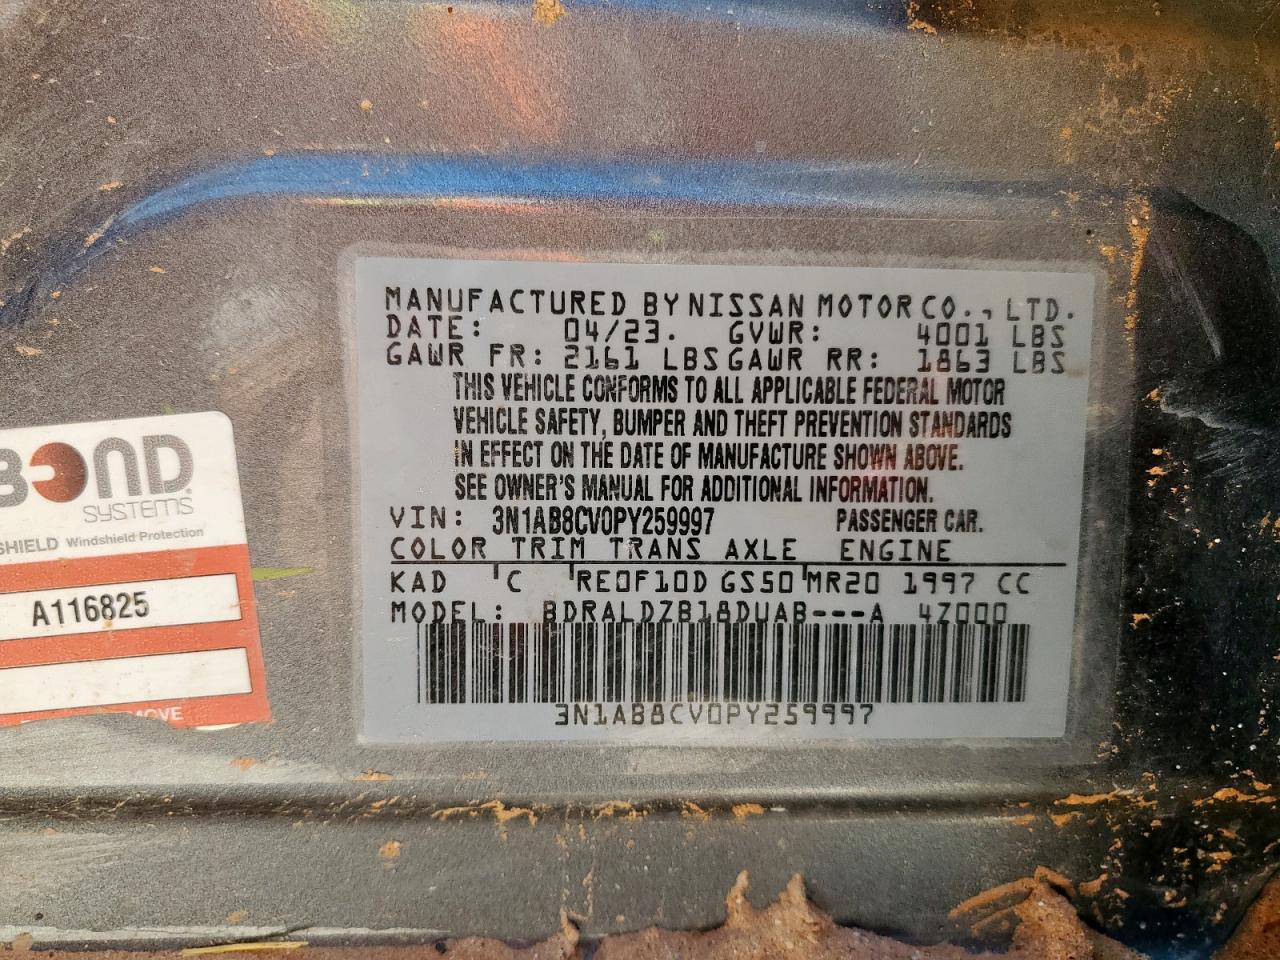 MANUFACTURED BY NISSAN MOTOR CO., LTD.
DATE: 04/23. GVWR: 4001 LBS
GAWR FR: 2161 LBS GAWR RR: 1863 LBS
THIS VEHICLE CONFORMS TO ALL APPLICABLE FEDERAL MOTOR
VEHICLE SAFETY, BUMPER AND THEFT PREVENTION STANDARDS
IN EFFECT ON THE DATE OF MANUFACTURE SHOWN ABOVE.
SEE OWNER'S MANUAL FOR ADDITIONAL INFORMATION.
VIN: 3N1AB8CV0PY259997 PASSENGER CAR.
COLOR TRIM TRANS AXLE ENGINE
KAD C RE0F10D GS50 MR20 1997 CC
MODEL: BDRALDZB18DUAB---A 4Z000
3N1AB8CV0PY259997
BOND
SYSTEMS
SHIELD Windshield Protection
A116825